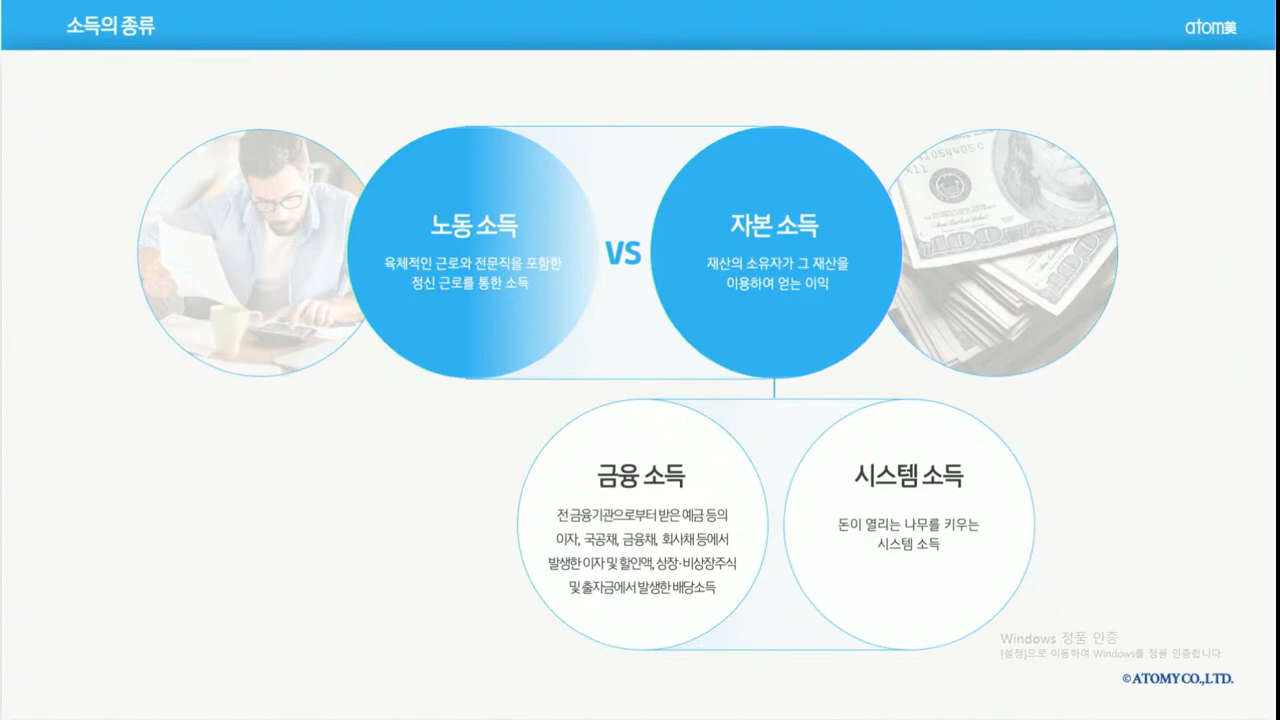 소득의 종류
atom美
노동 소득
육체적인 근로와 전문직을 포함한
정신 근로를 통한 소득
VS
자본 소득
재산의 소유자가 그 재산을
이용하여 얻는 이익
41054405C
K11
100
금융 소득
전 금융기관으로부터 받은 예금 등의
이자, 국공채, 금융채, 회사채 등에서
발생한 이자 및 할인액, 상장·비상장주식
및 출자금에서 발생한 배당소득
시스템 소득
돈이 열리는 나무를 키우는
시스템 소득
Windows 정품 인증
[설정]으로 이동하여 Windows를 정품 인증합니다.
©ATOMY CO.,LTD.